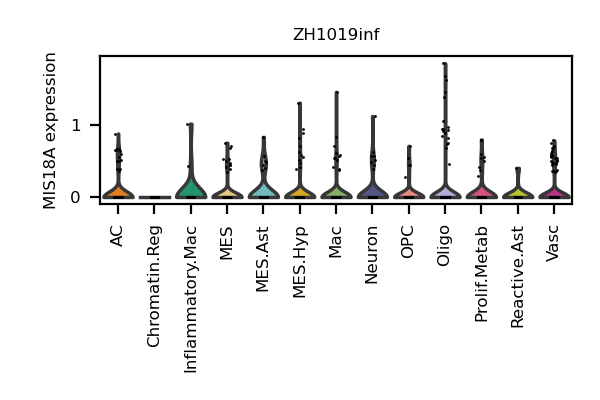 ZH1019inf
MIS18A expression
1
0
AC
Chromatin.Reg
Inflammatory.Mac
MES
MES.Ast
MES.Hyp
Mac
Neuron
OPC
Oligo
Prolif.Metab
Reactive.Ast
Vasc